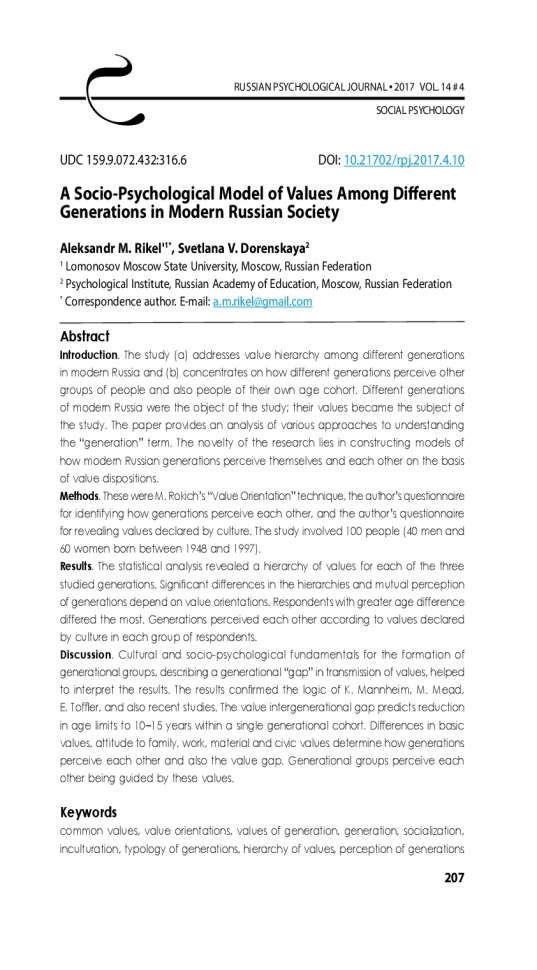 RUSSIAN PSYCHOLOGICAL JOURNAL • 2017 VOL. 14 # 4
SOCIAL PSYCHOLOGY
UDC 159.9.072.432:316.6 DOI: 10.21702/rpj.2017.4.10
A Socio-Psychological Model of Values Among Different
Generations in Modern Russian Society
Aleksandr M. Rikel'1*, Svetlana V. Dorenskaya2
1 Lomonosov Moscow State University, Moscow, Russian Federation
2 Psychological Institute, Russian Academy of Education, Moscow, Russian Federation
* Correspondence author. E-mail: a.m.rikel@gmail.com
Abstract
Introduction. The study (a) addresses value hierarchy among different generations
in modern Russia and (b) concentrates on how different generations perceive other
groups of people and also people of their own age cohort. Different generations
of modern Russia were the object of the study; their values became the subject of
the study. The paper provides an analysis of various approaches to understanding
the “generation” term. The novelty of the research lies in constructing models of
how modern Russian generations perceive themselves and each other on the basis
of value dispositions.
Methods. These were M. Rokich's “Value Orientation” technique, the author's questionnaire
for identifying how generations perceive each other, and the author's questionnaire
for revealing values declared by culture. The study involved 100 people (40 men and
60 women born between 1948 and 1997).
Results. The statistical analysis revealed a hierarchy of values for each of the three
studied generations. Significant differences in the hierarchies and mutual perception
of generations depend on value orientations. Respondents with greater age difference
differed the most. Generations perceived each other according to values declared
by culture in each group of respondents.
Discussion. Cultural and socio-psychological fundamentals for the formation of
generational groups, describing a generational “gap” in transmission of values, helped
to interpret the results. The results confirmed the logic of K. Mannheim, M. Mead,
E. Toffler, and also recent studies. The value intergenerational gap predicts reduction
in age limits to 10–15 years within a single generational cohort. Differences in basic
values, attitude to family, work, material and civic values determine how generations
perceive each other and also the value gap. Generational groups perceive each
other being guided by these values.
Keywords
common values, value orientations, values of generation, generation, socialization,
inculturation, typology of generations, hierarchy of values, perception of generations
207